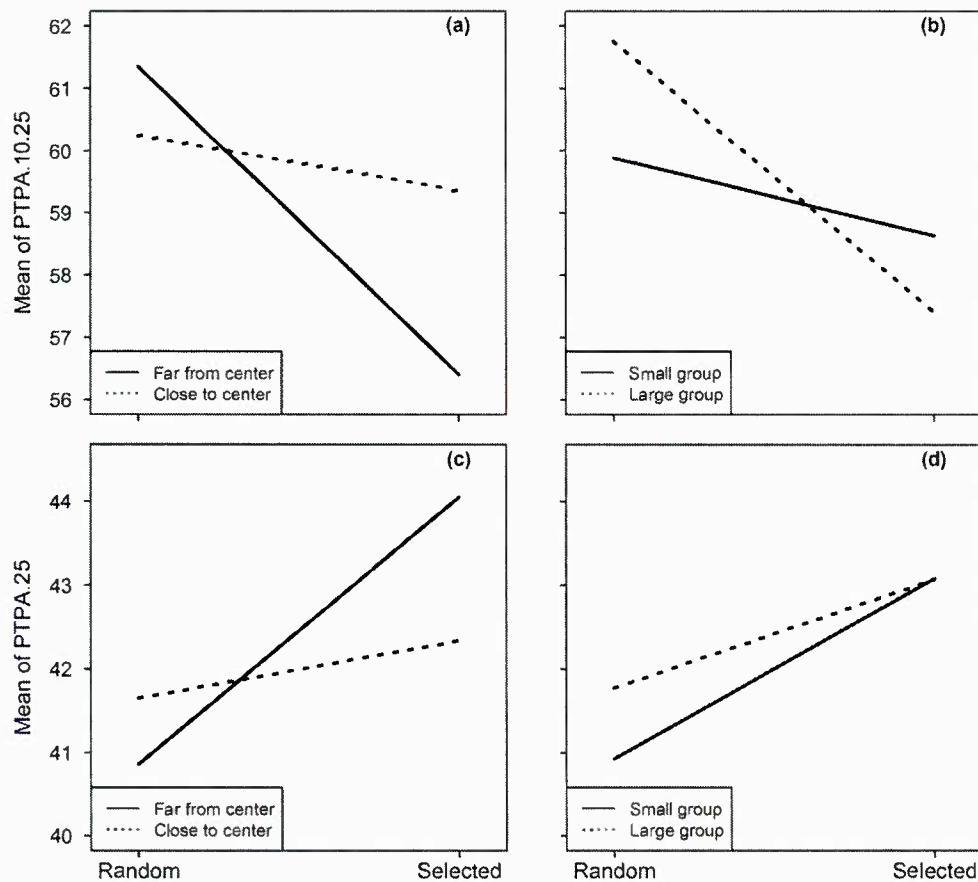 (a)
Mean of PTPA.10.25
62
61
60
59
58
57
56
Far from center
Close to center
(b)
Small group
Large group
(c)
Mean of PTPA.25
44
43
42
41
40
Far from center
Close to center
Random
Selected
(d)
Small group
Large group
Random
Selected